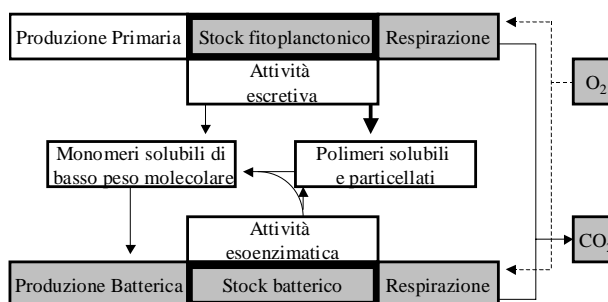 Produzione Primaria
Stock fitoplanctonico
Respirazione
Attività
escretiva
O2
Monomeri solubili di
basso peso molecolare
Polimeri solubili
e particellati
Attività
esoenzimatica
CO2
Produzione Batterica
Stock batterico
Respirazione